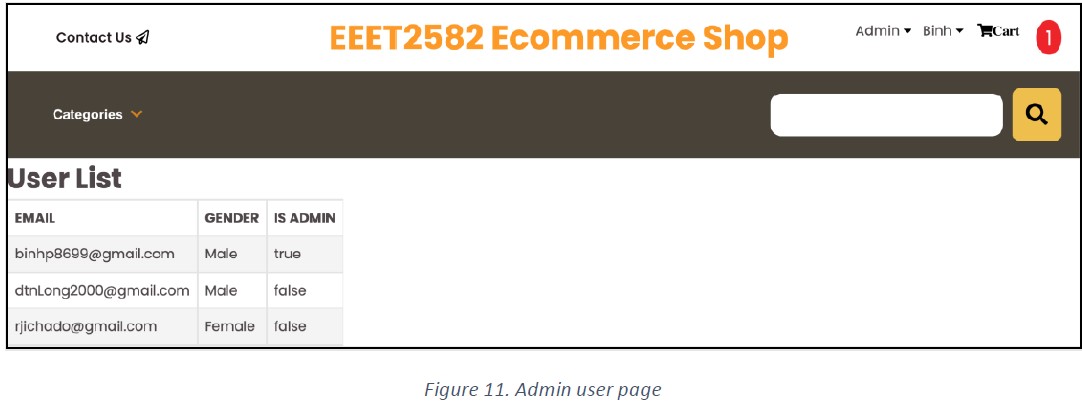 Contact Us
EEET2582 Ecommerce Shop
Admin Binh Cart 1
Categories
User List
EMAIL GENDER IS ADMIN
binhp8699@gmail.com Male true
dtnLong2000@gmail.com Male false
rjichado@gmail.com Female false
Figure 11. Admin user page